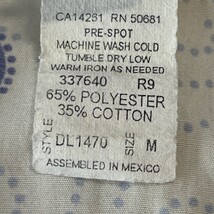 CA14261 RN 50681
PRE-SPOT
MACHINE WASH COLD
TUMBLE DRY LOW
WARM IRON AS NEEDED
337640 R9
65% POLYESTER
35% COTTON
STYLE DL1470 SIZE M
ASSEMBLED IN MEXICO